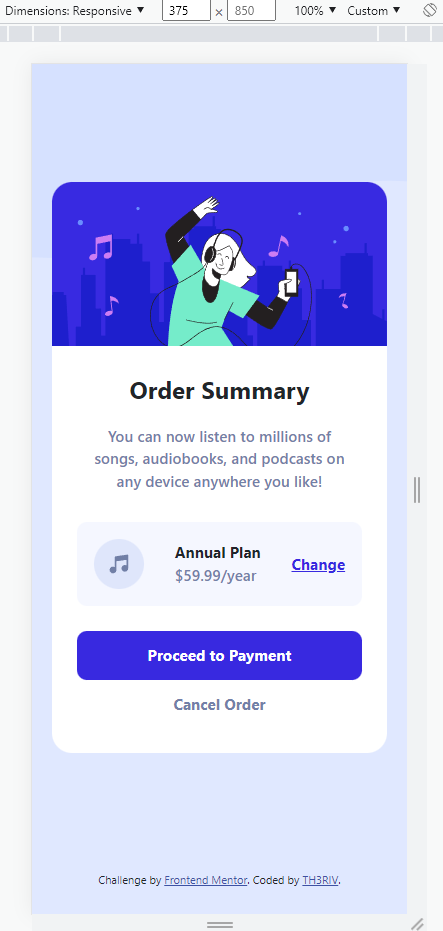 Dimensions: Responsive ▼ 375 × 850 100% ▼ Custom ▼
Order Summary
You can now listen to millions of
songs, audiobooks, and podcasts on
any device anywhere you like!
Annual Plan
$59.99/year
Change
Proceed to Payment
Cancel Order
Challenge by Frontend Mentor. Coded by TH3RIV.